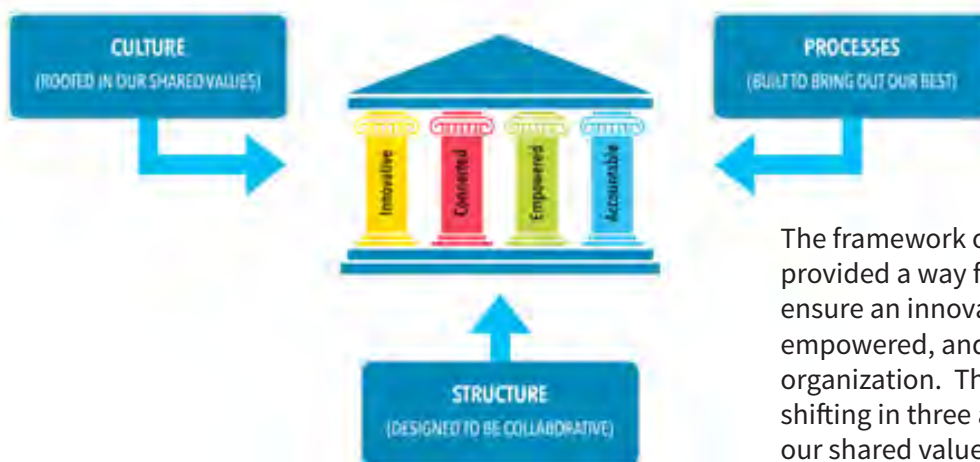 CULTURE
(ROOTED IN OUR SHARED VALUES)
PROCESSES
(BUILT TO BRING OUT OUR BEST)
Innovative
Connected
Empowered
Accountable
STRUCTURE
(DESIGNED TO BE COLLABORATIVE)
The framework
provided a way
ensure an
empowered, and
organization. Th
shifting in three
our shared value